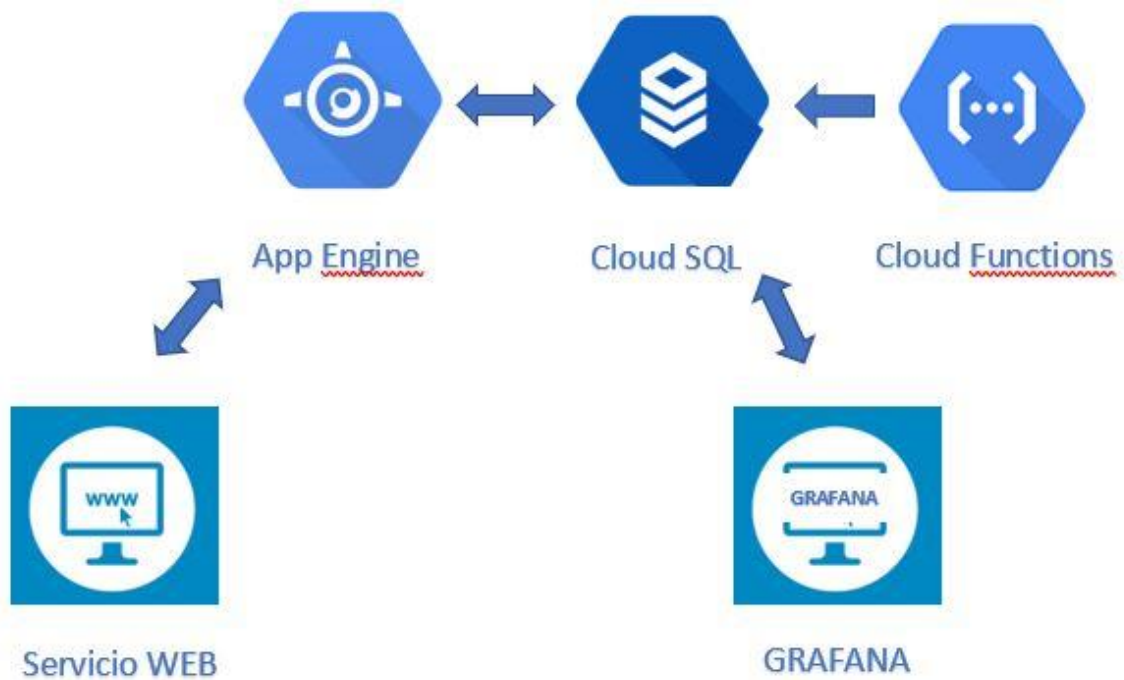 App Engine
Cloud SQL
Cloud Functions
www
GRAFANA
Servicio WEB
GRAFANA